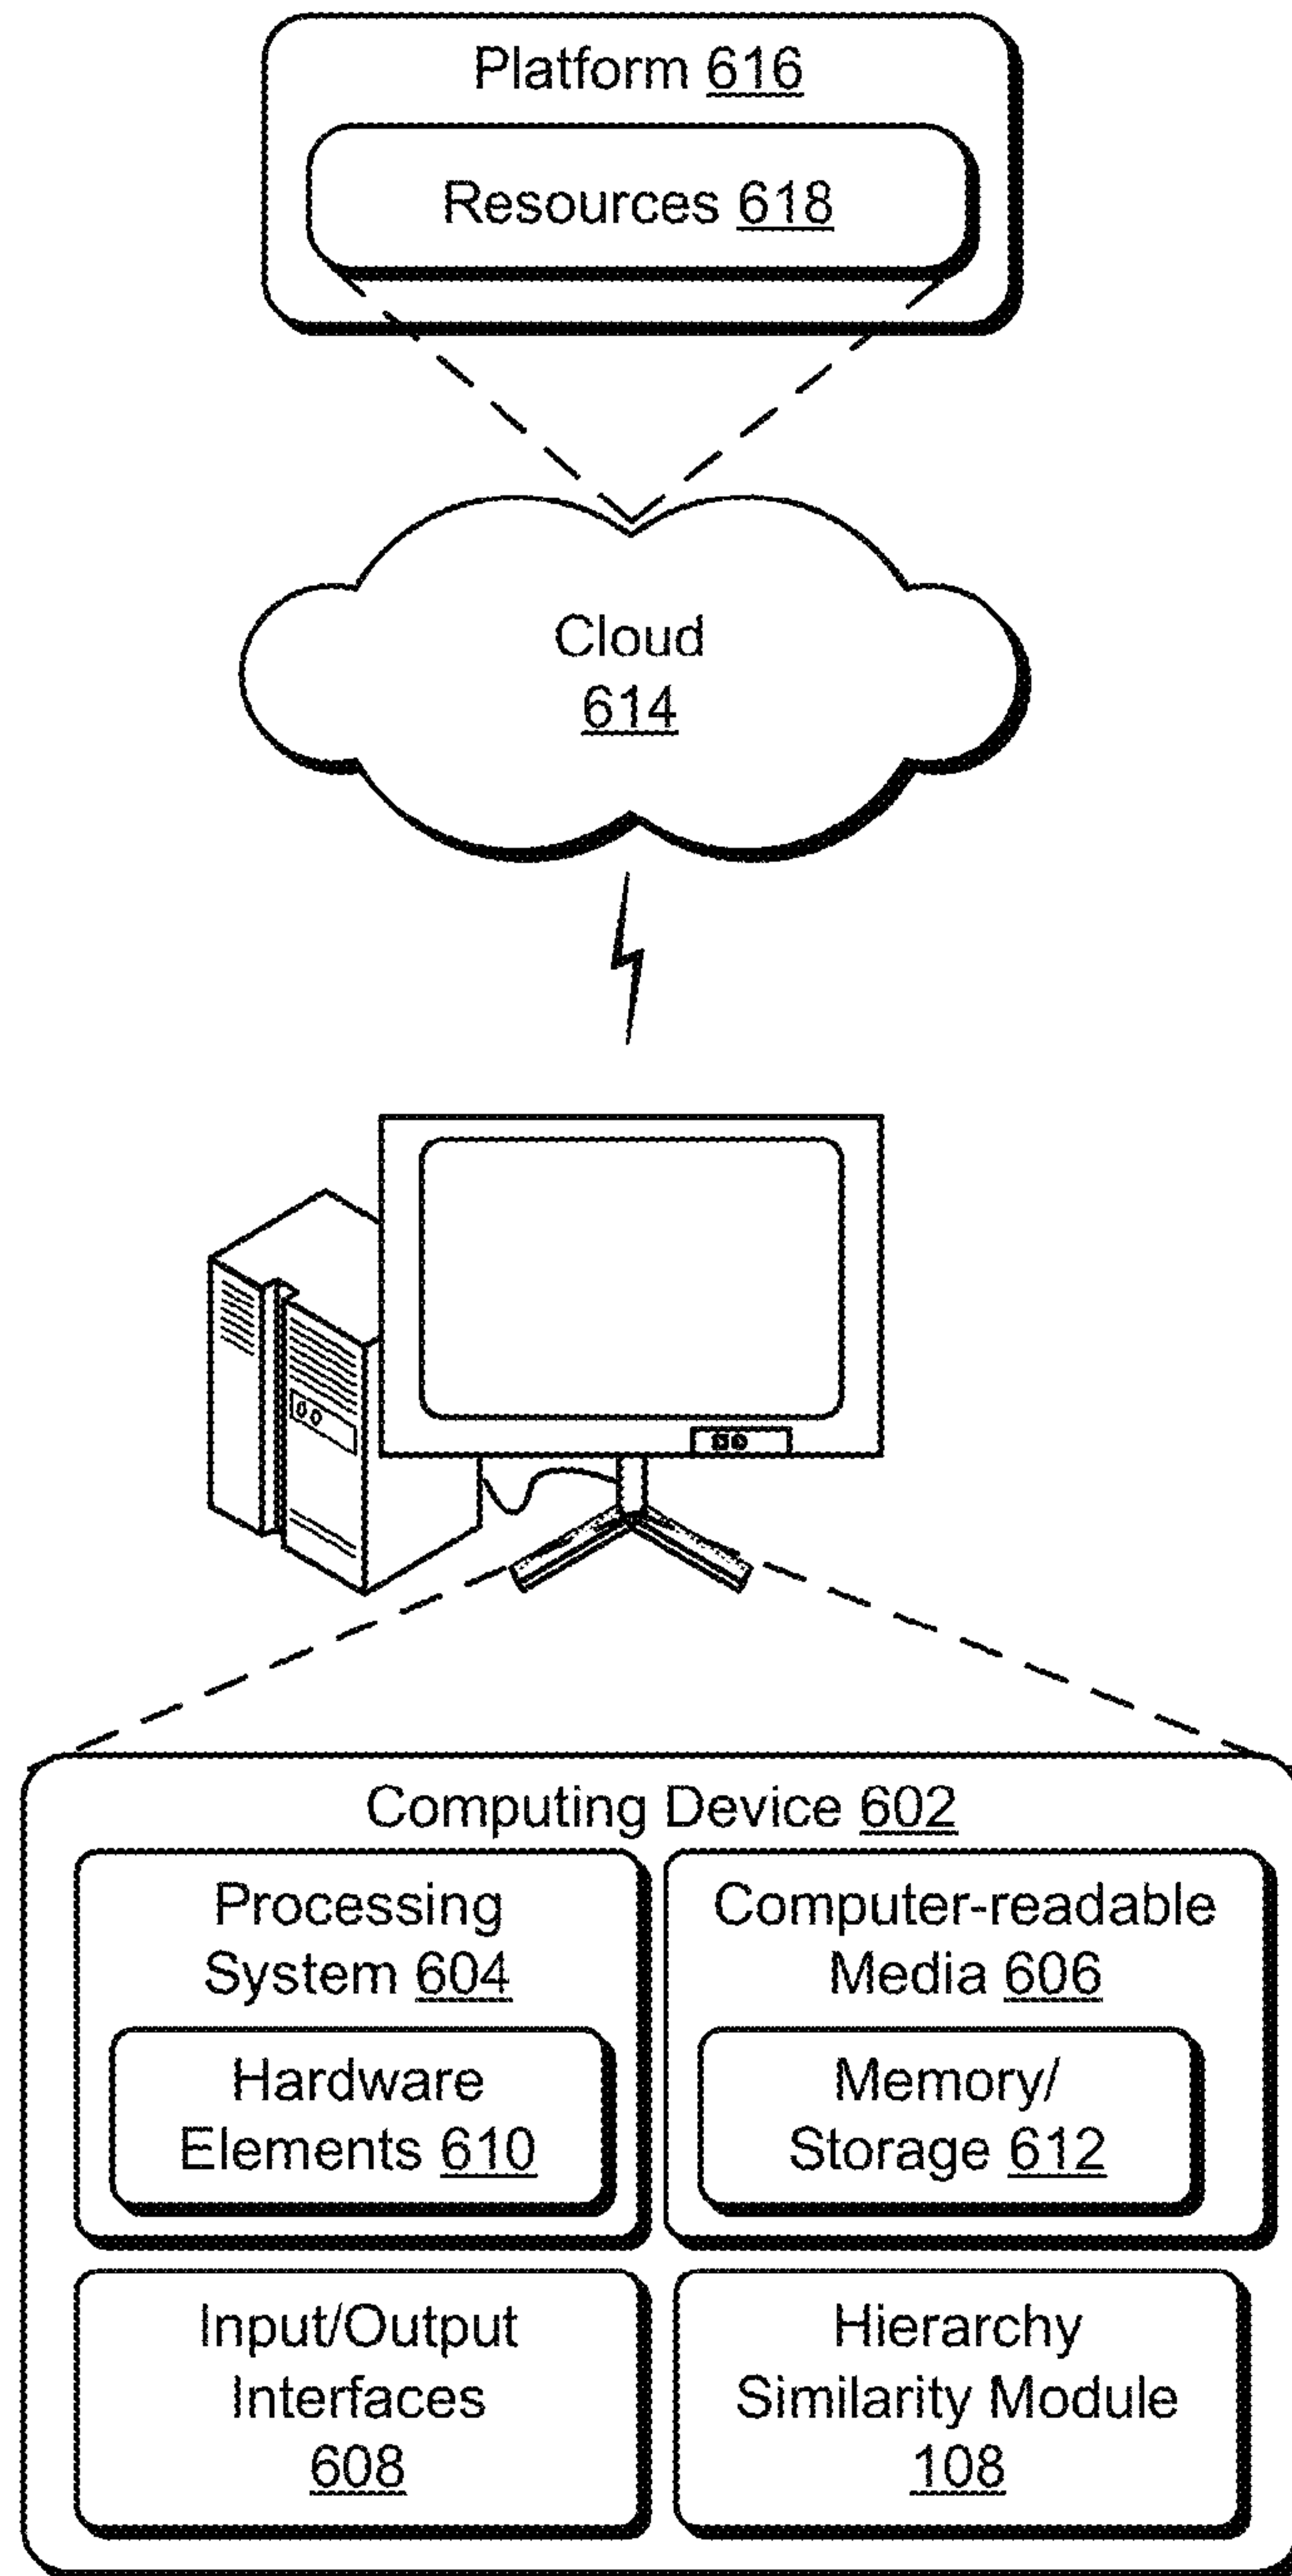 Platform 616
Resources 618
Cloud
614
Computing Device 602
Processing
System 604
Hardware
Elements 610
Computer-readable
Media 606
Memory/
Storage 612
Input/Output
Interfaces
608
Hierarchy
Similarity Module
108